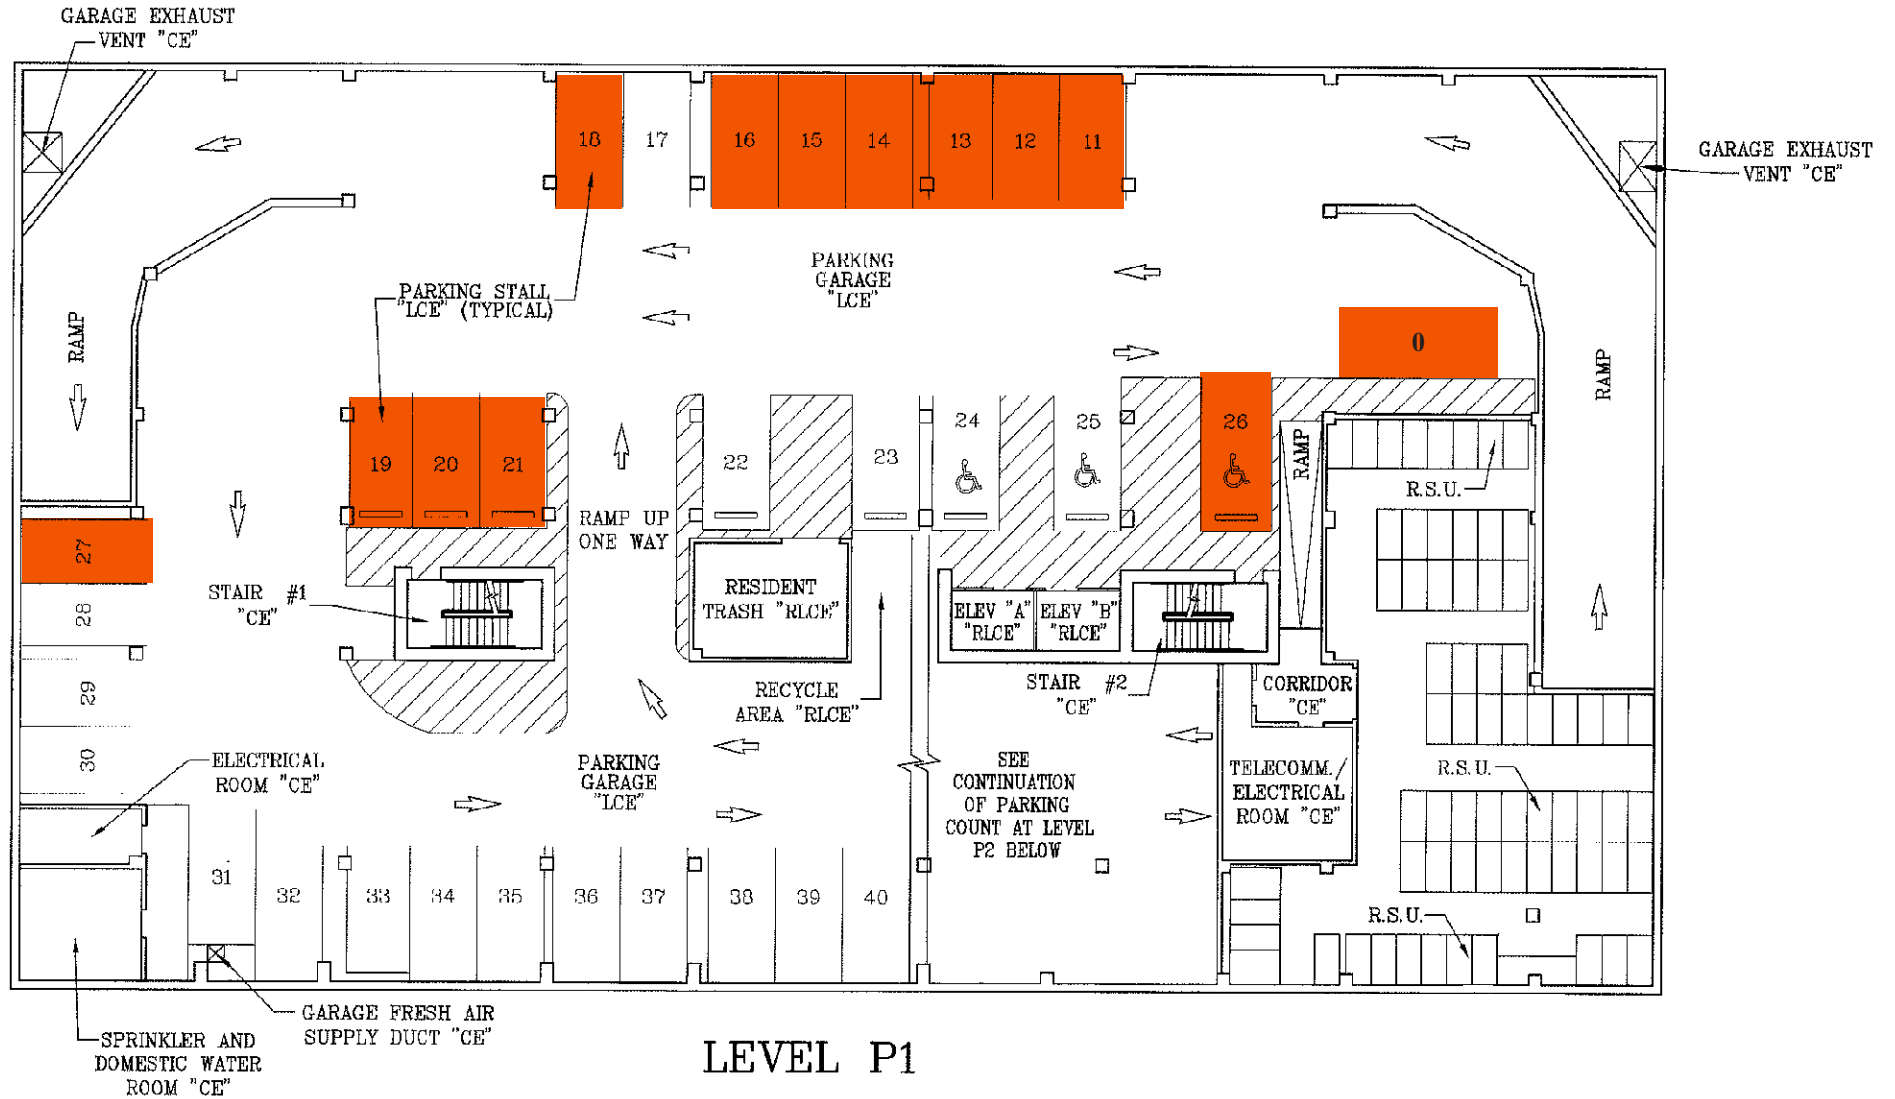 GARAGE EXHAUST
VENT "CE"
18
17
16
15
14
13
12
11
GARAGE EXHAUST
VENT "CE"
PARKING
GARAGE
"LCE"
PARKING STALL
"LCE" (TYPICAL)
RAMP
0
RAMP
19
20
21
22
23
24
25
26
RAMP
R.S.U.
RAMP UP
ONE WAY
27
28
29
30
STAIR #1
"CE"
RESIDENT
TRASH "RLCE"
ELEV "A"
"RLCE"
ELEV "B"
"RLCE"
RECYCLE
AREA "RLCE"
STAIR #2
"CE"
CORRIDOR
"CE"
ELECTRICAL
ROOM "CE"
PARKING
GARAGE
"LCE"
SEE
CONTINUATION
OF PARKING
COUNT AT LEVEL
P2 BELOW
TELECOMM./
ELECTRICAL
ROOM "CE"
R.S.U.
31
32
33
34
35
36
37
38
39
40
R.S.U.
GARAGE FRESH AIR
SUPPLY DUCT "CE"
SPRINKLER AND
DOMESTIC WATER
ROOM "CE"
LEVEL P1